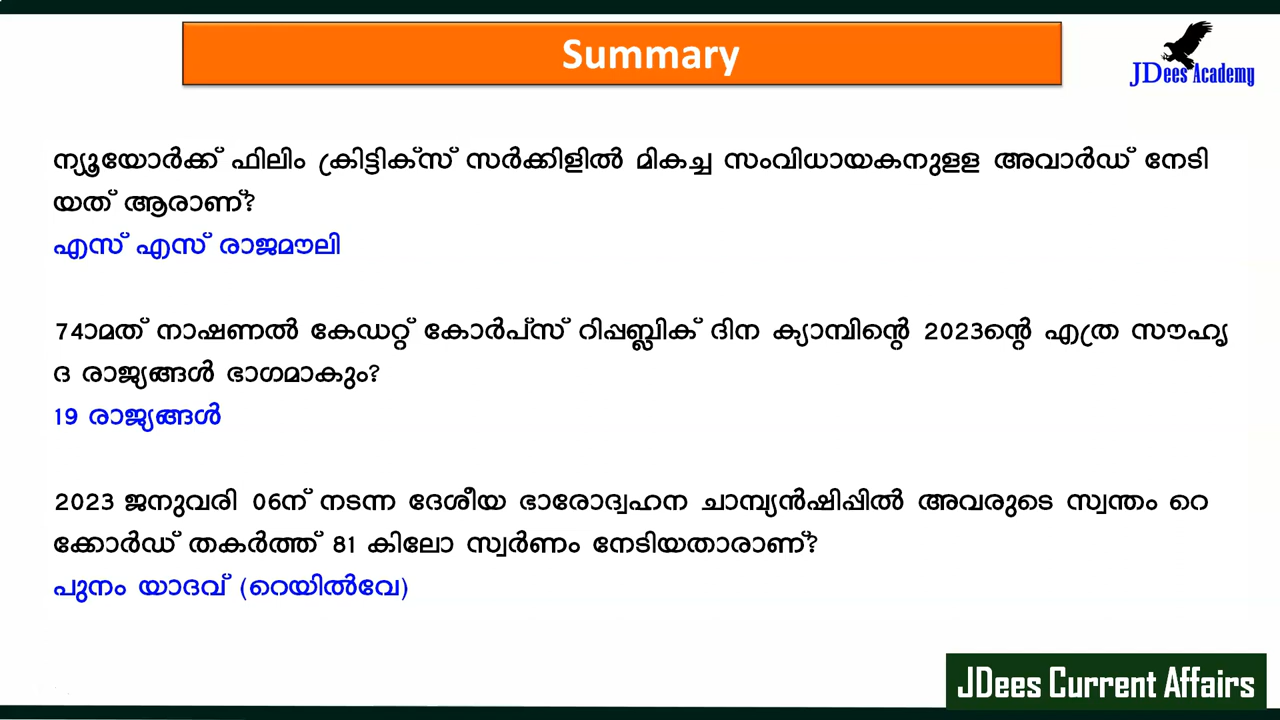 Summary
JDees Academy
ന്യൂയോർക്ക് ഫിലിം ക്രിട്ടിക്സ് സർക്കിളിൽ മികച്ച സംവിധായകനുളള അവാർഡ് നേടി
യത് ആരാണ്?
എസ് എസ് രാജമൗലി
74ാമത് നാഷണൽ കേഡറ്റ് കോർപ്സ് റിപ്പബ്ലിക് ദിന ക്യാമ്പിന്റെ 2023ന്റെ എത്ര സൗഹൃ
ദ രാജ്യങ്ങൾ ഭാഗമാകും?
19 രാജ്യങ്ങൾ
2023 ജനുവരി 06ന് നടന്ന ദേശീയ ഭാരോദ്വഹന ചാമ്പ്യൻഷിപ്പിൽ അവരുടെ സ്വന്തം റെ
ക്കോർഡ് തകർത്ത് 81 കിലോ സ്വർണം നേടിയതാരാണ്?
പുനം യാദവ് (റെയിൽവേ)
JDees Current Affairs